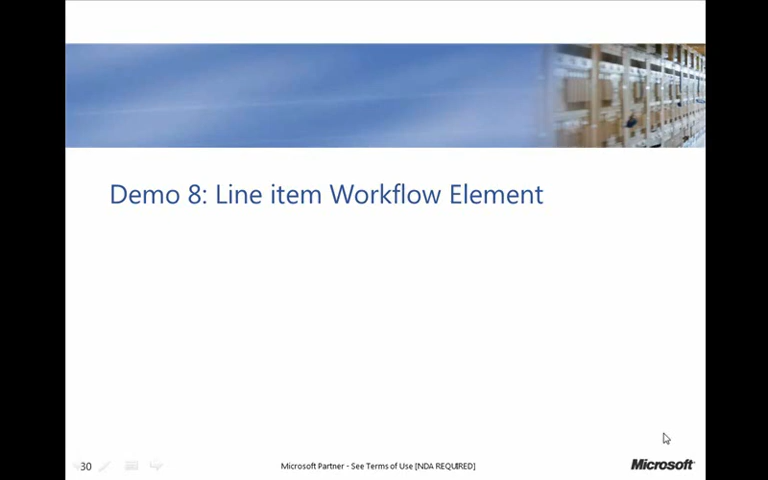 Demo 8: Line item Workflow Element
30
Microsoft Partner - See Terms of Use [NDA REQUIRED]
Microsoft